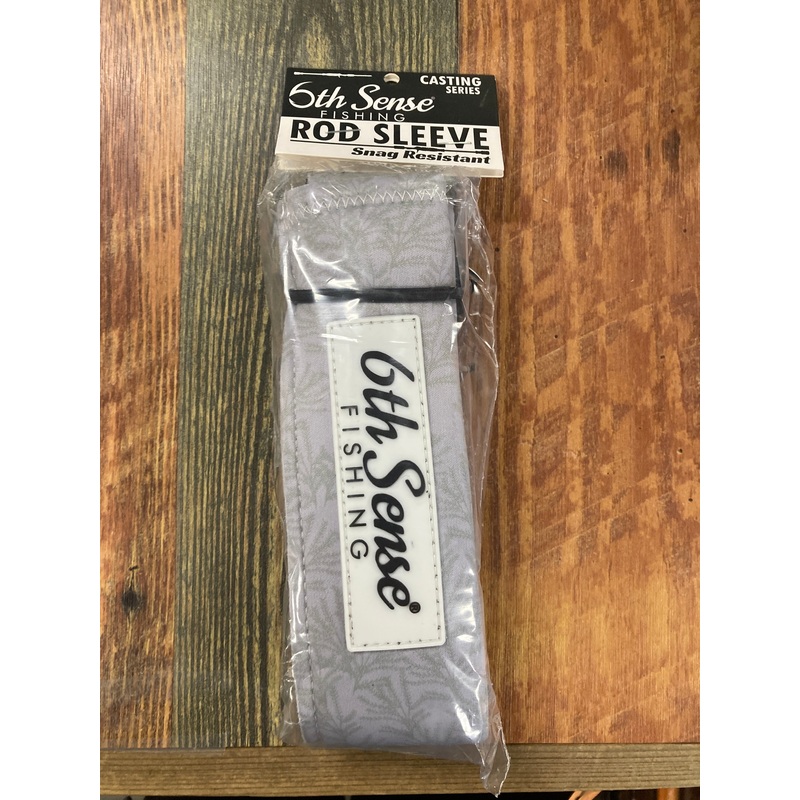 CASTING
SERIES
6th Sense®
FISHING
ROD SLEEVE
Snag Resistant
6th Sense®
FISHING